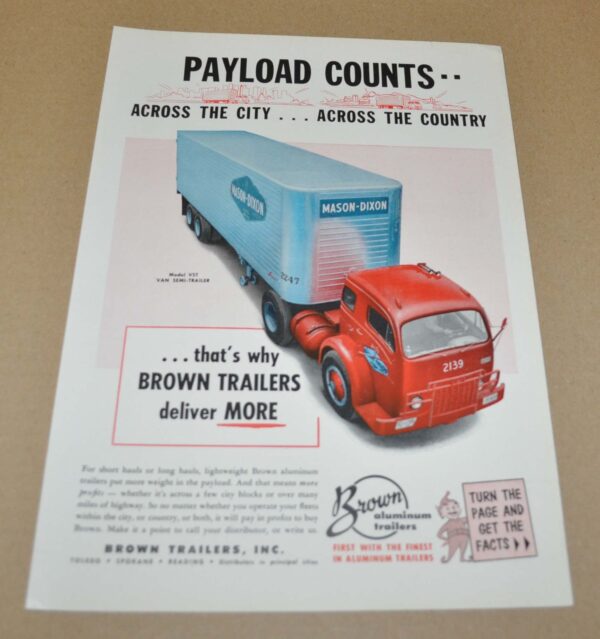 PAYLOAD COUNTS..
ACROSS THE CITY . . . ACROSS THE COUNTRY
MASON-DIXON
MASON-DIXON
2247
Model VST
VAN SEMI-TRAILER
2139
. . . that's why
BROWN TRAILERS
deliver MORE
For short hauls or long hauls, lightweight Brown aluminum
trailers put more weight in the payload. And that means more
profits — whether it's across a few city blocks or over many
miles of highway. So no matter whether you operate your fleets
within the city, or country, or both, it will pay in profits to buy
Brown. Make it a point to call your distributor, or write us.
BROWN TRAILERS, INC.
TOLEDO • SPOKANE • READING • Distributors in principal cities
Brown
aluminum
trailers
FIRST WITH THE FINEST
IN ALUMINUM TRAILERS
TURN THE
PAGE AND
GET THE
FACTS